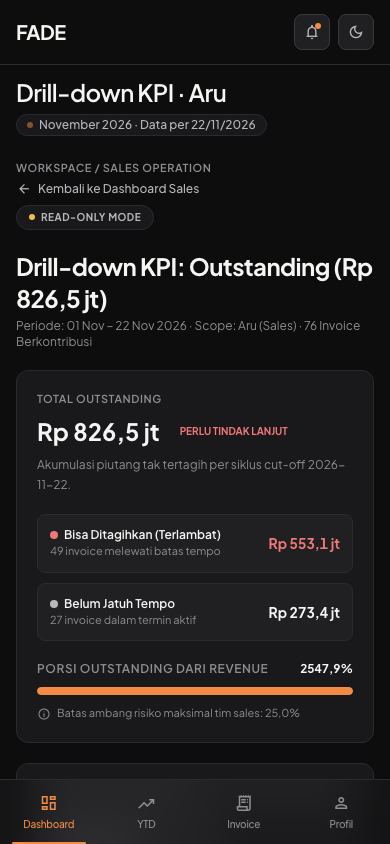 FADE
Drill-down KPI · Aru
November 2026 · Data per 22/11/2026
WORKSPACE / SALES OPERATION
Kembali ke Dashboard Sales
READ-ONLY MODE
Drill-down KPI: Outstanding (Rp
826,5 jt)
Periode: 01 Nov – 22 Nov 2026 · Scope: Aru (Sales) · 76 Invoice
Berkontribusi
TOTAL OUTSTANDING
Rp 826,5 jt PERLU TINDAK LANJUT
Akumulasi piutang tak tertagih per siklus cut-off 2026-
11-22.
Bisa Ditagihkan (Terlambat)
49 invoice melewati batas tempo
Rp 553,1 jt
Belum Jatuh Tempo
27 invoice dalam termin aktif
Rp 273,4 jt
PORSI OUTSTANDING DARI REVENUE 2547,9%
Batas ambang risiko maksimal tim sales: 25,0%
Dashboard YTD Invoice Profil